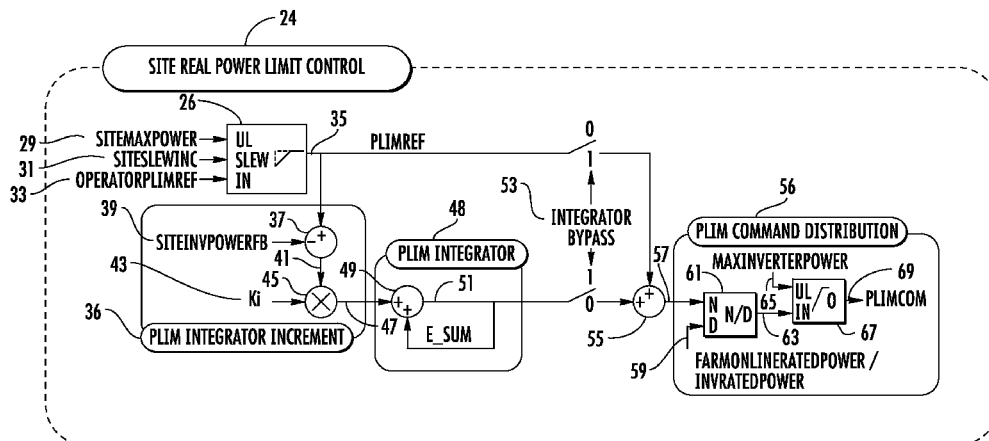 24
SITE REAL POWER LIMIT CONTROL
26
35
29
SITEMAXPOWER
UL
31
SITESLEWINC
SLEW
33
OPERATORPLIMREF
IN
PLIMREF
0
1
53
INTEGRATOR
BYPASS
1
0
39
37
SITEINVPOWERFB
- +
41
43
45
Ki
47
36
PLIM INTEGRATOR INCREMENT
48
PLIM INTEGRATOR
49
51
+
+
E_SUM
+ +
55
57
56
PLIM COMMAND DISTRIBUTION
MAXINVERTERPOWER
61
65
69
N
D
N/D
UL
IN
0
PLIMCOM
63
67
59
FARMONLINERATEDPOWER /
INVRATEDPOWER